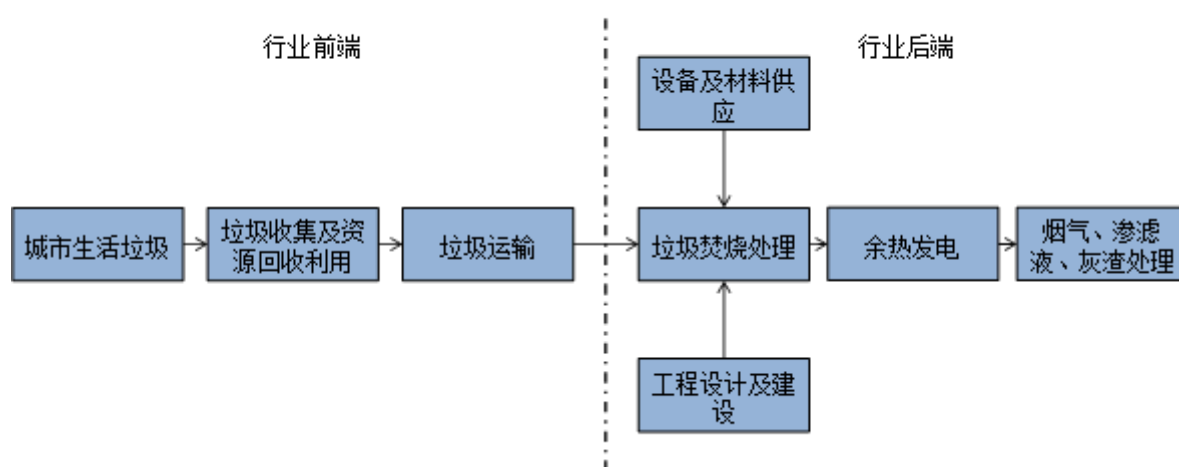 行业前端
行业后端
设备及材料供
应
城市生活垃圾
垃圾收集及资
源回收利用
垃圾运输
垃圾焚烧处理
余热发电
烟气、渗滤
液、灰渣处理
工程设计及建
设